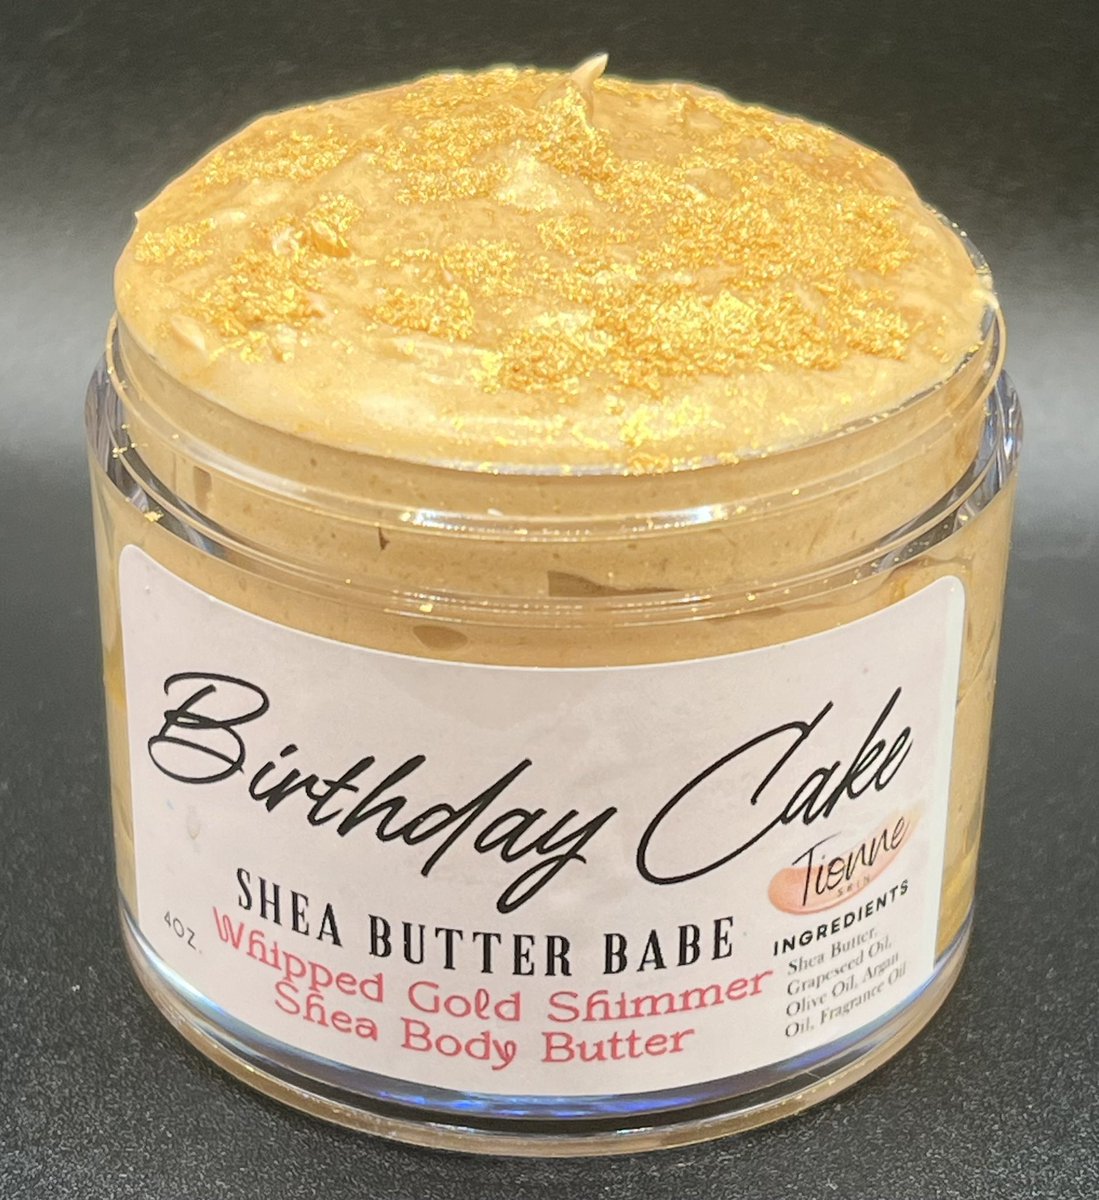 Birthday Cake
Tionne
SKIN
SHEA BUTTER BABE
4OZ.
Whipped Gold Shimmer
Shea Body Butter
INGREDIENTS
Shea Butter,
Grapeseed Oil,
Olive Oil, Argan
Oil, Fragrance Oil